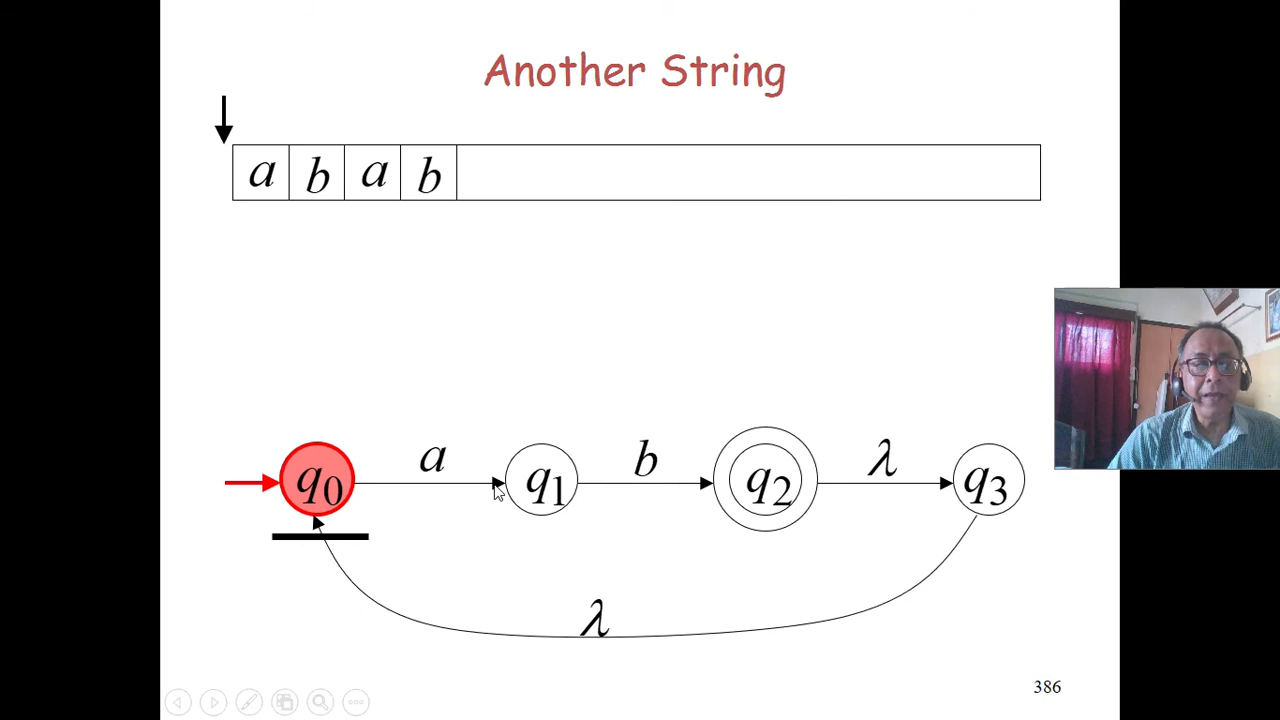 Another String
a b a b
a b λ
q0 q1 q2 q3
λ
386